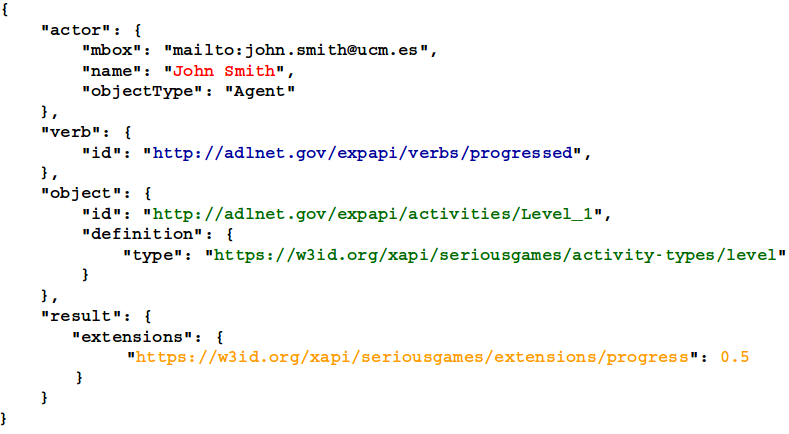 {
    "actor": {
        "mbox": "mailto:john.smith@ucm.es",
        "name": "John Smith",
        "objectType": "Agent"
    },
    "verb": {
        "id": "http://adlnet.gov/expapi/verbs/progressed",
    },
    "object": {
        "id": "http://adlnet.gov/expapi/activities/Level_1",
        "definition": {
            "type": "https://w3id.org/xapi/seriousgames/activity-types/level"
        }
    },
    "result": {
       "extensions": {
            "https://w3id.org/xapi/seriousgames/extensions/progress": 0.5
       }
    }
}